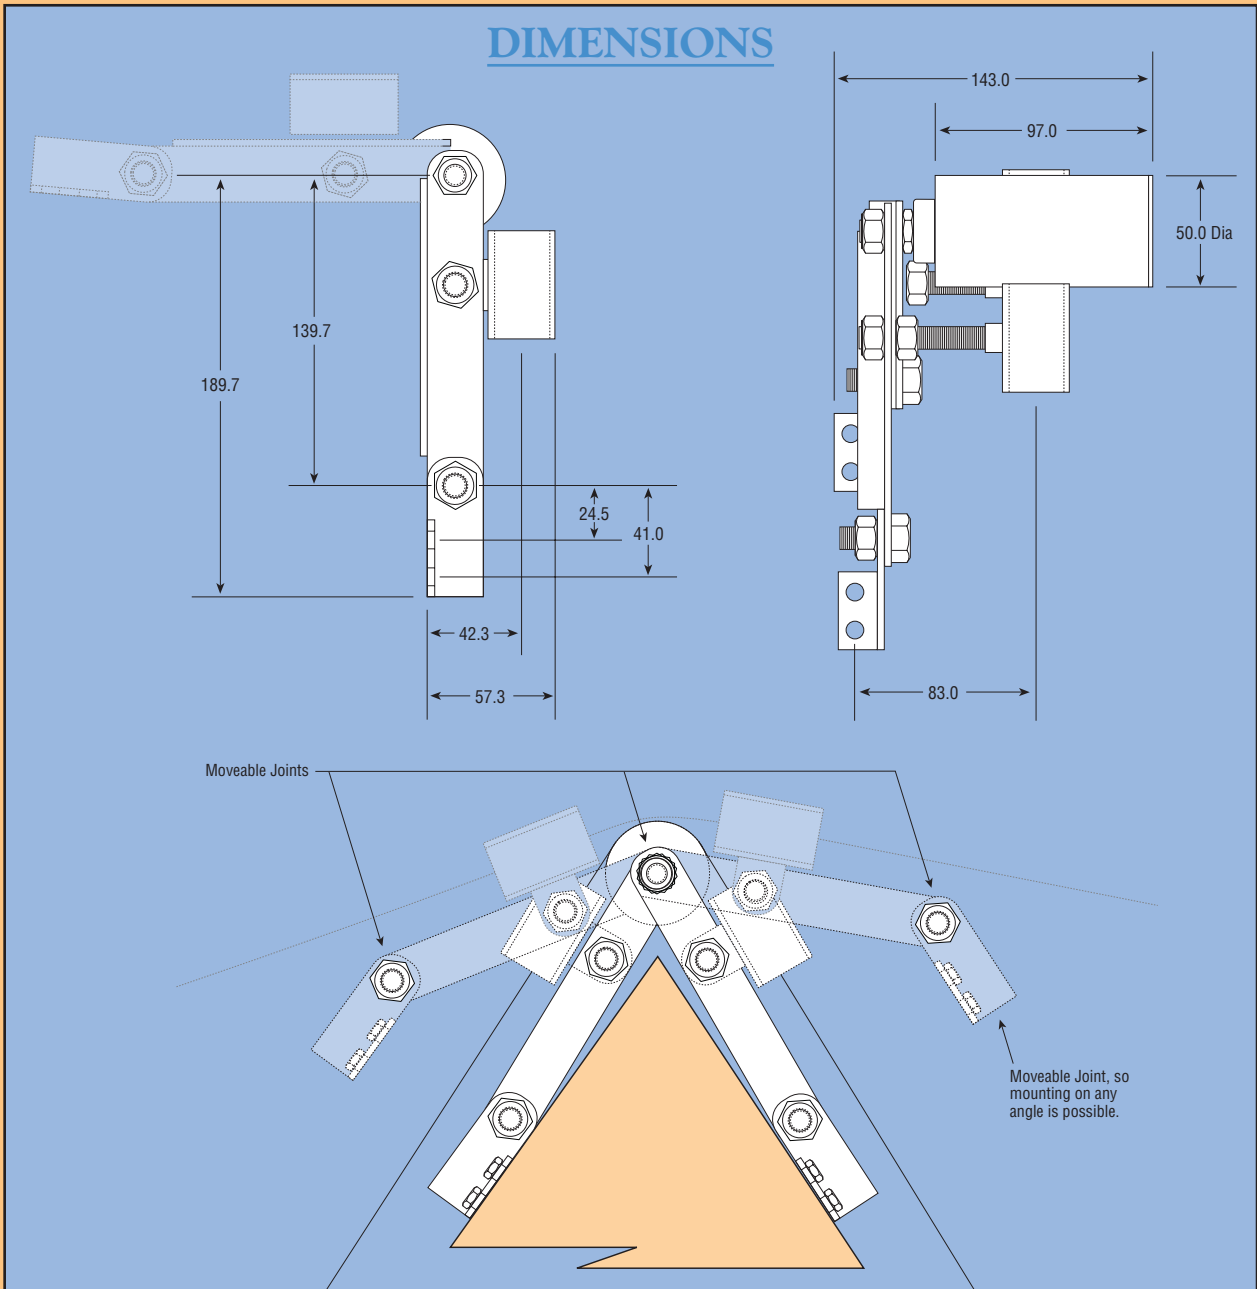 DIMENSIONS
143.0
97.0
50.0 Dia
139.7
189.7
24.5
41.0
42.3
57.3
83.0
Moveable Joints
Moveable Joint, so
mounting on any
angle is possible.